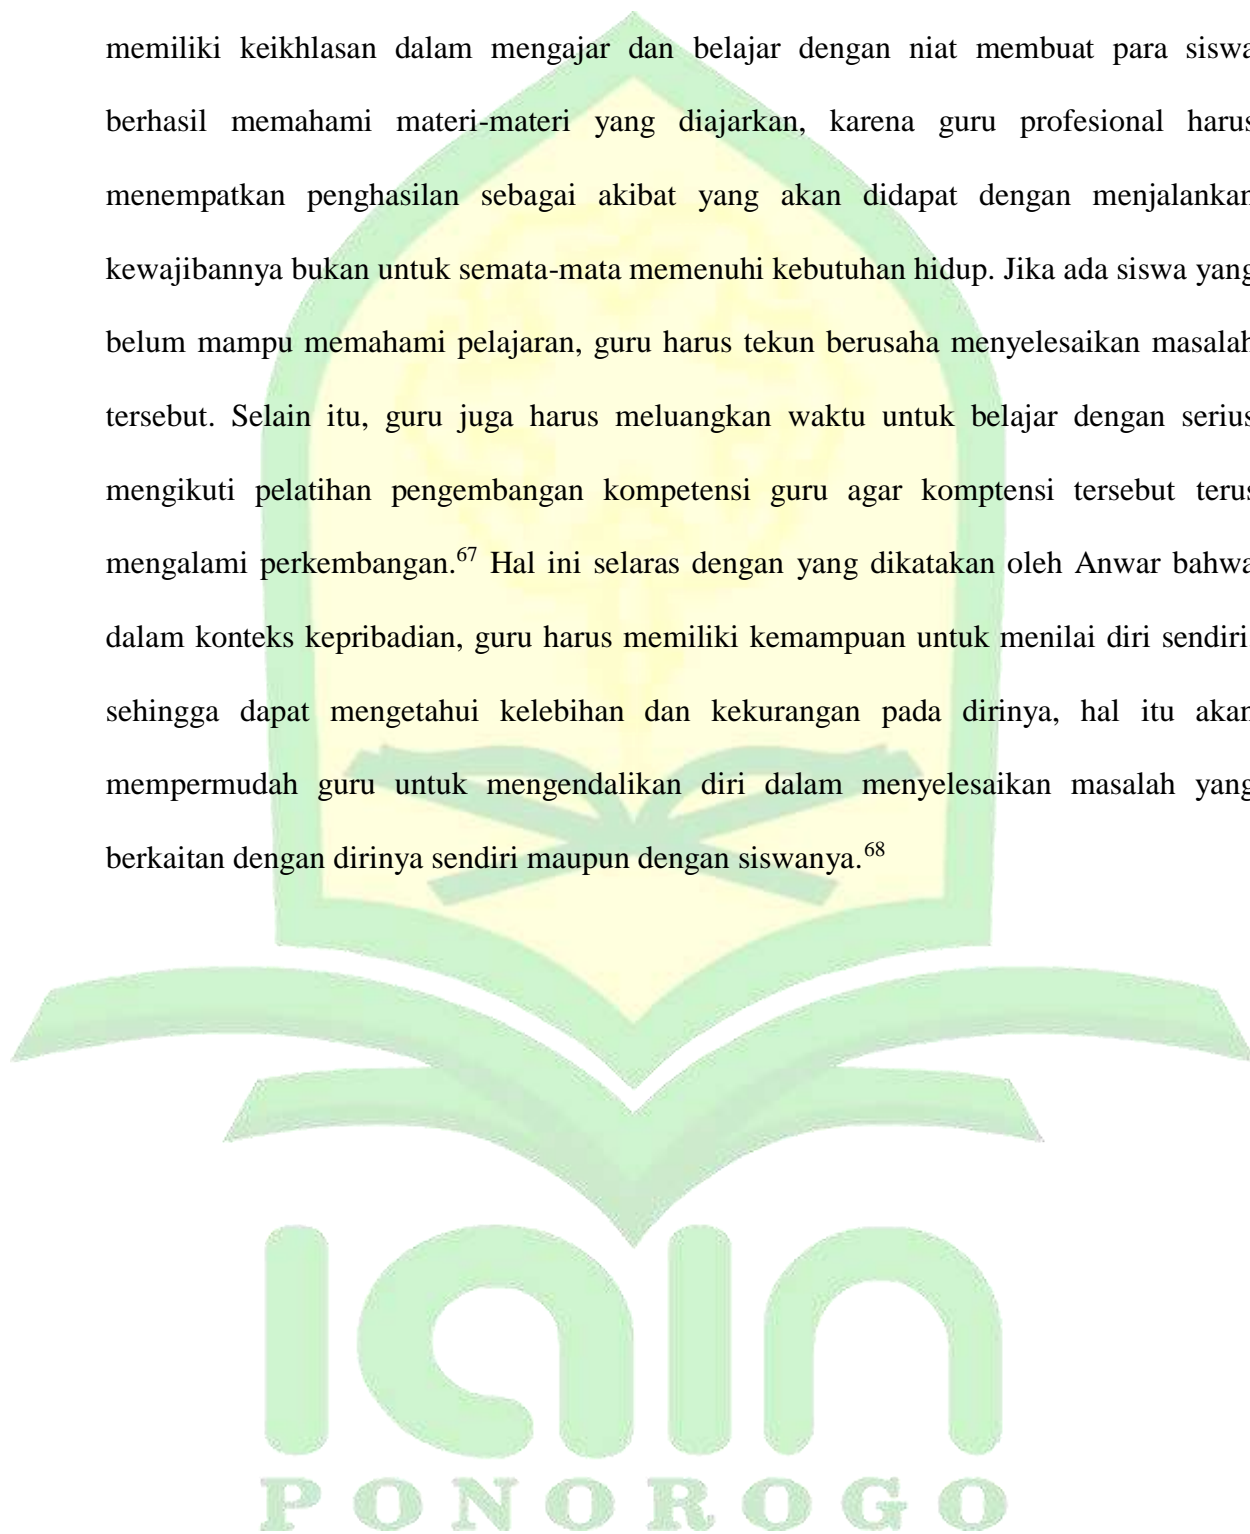 memiliki keikhlasan dalam mengajar dan belajar dengan niat membuat para siswa
berhasil memahami materi-materi yang diajarkan, karena guru profesional harus
menempatkan penghasilan sebagai akibat yang akan didapat dengan menjalankan
kewajibannya bukan untuk semata-mata memenuhi kebutuhan hidup. Jika ada siswa yang
belum mampu memahami pelajaran, guru harus tekun berusaha menyelesaikan masalah
tersebut. Selain itu, guru juga harus meluangkan waktu untuk belajar dengan serius
mengikuti pelatihan pengembangan kompetensi guru agar komptensi tersebut terus
mengalami perkembangan.67 Hal ini selaras dengan yang dikatakan oleh Anwar bahwa
dalam konteks kepribadian, guru harus memiliki kemampuan untuk menilai diri sendiri
sehingga dapat mengetahui kelebihan dan kekurangan pada dirinya, hal itu akan
mempermudah guru untuk mengendalikan diri dalam menyelesaikan masalah yang
berkaitan dengan dirinya sendiri maupun dengan siswanya.68
iain
PONOROGO